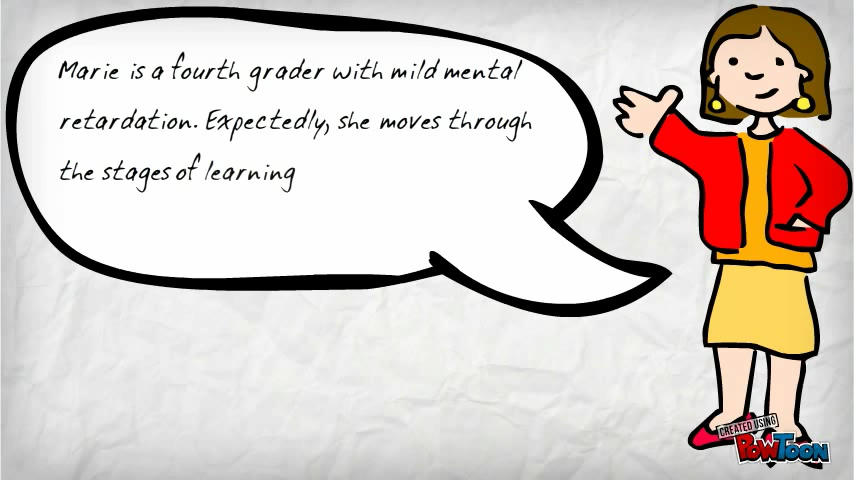 Marie is a fourth grader with mild mental
retardation. Expectedly, she moves through
the stages of learning
CREATED USING
POWTOON